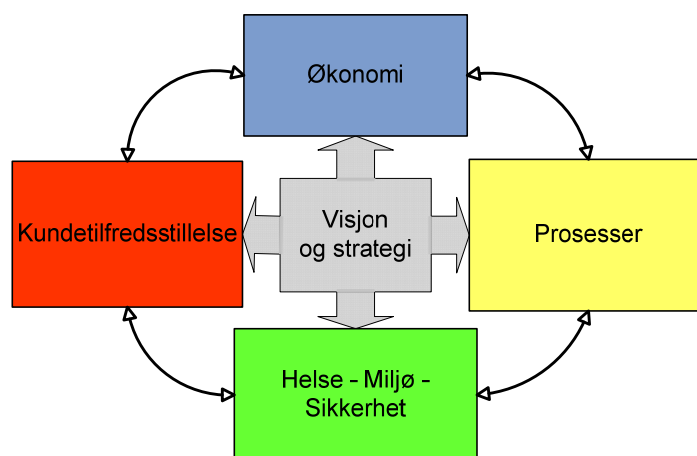 Økonomi
Kundetilfredsstillelse
Visjon
og strategi
Prosesser
Helse - Miljø -
Sikkerhet